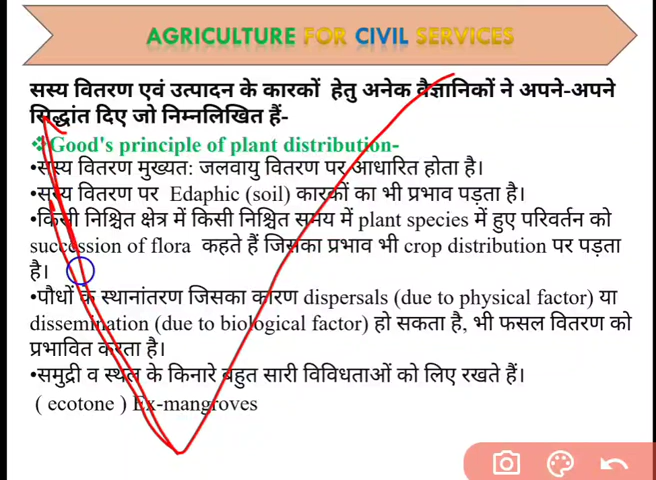 AGRICULTURE FOR CIVIL SERVICES
सस्य वितरण एवं उत्पादन के कारकों हेतु अनेक वैज्ञानिकों ने अपने-अपने
सिद्धांत दिए जो निम्नलिखित हैं-
❖Good's principle of plant distribution-
•सस्य वितरण मुख्यत: जलवायु वितरण पर आधारित होता है।
•सस्य वितरण पर Edaphic (soil) कारकों का भी प्रभाव पड़ता है।
•किसी निश्चित क्षेत्र में किसी निश्चित समय में plant species में हुए परिवर्तन को
succession of flora कहते हैं जिसका प्रभाव भी crop distribution पर पड़ता
है।
•पौधों के स्थानांतरण जिसका कारण dispersals (due to physical factor) या
dissemination (due to biological factor) हो सकता है, भी फसल वितरण को
प्रभावित करता है।
•समुद्री व स्थल के किनारे बहुत सारी विविधताओं को लिए रखते हैं।
( ecotone ) Ex-mangroves